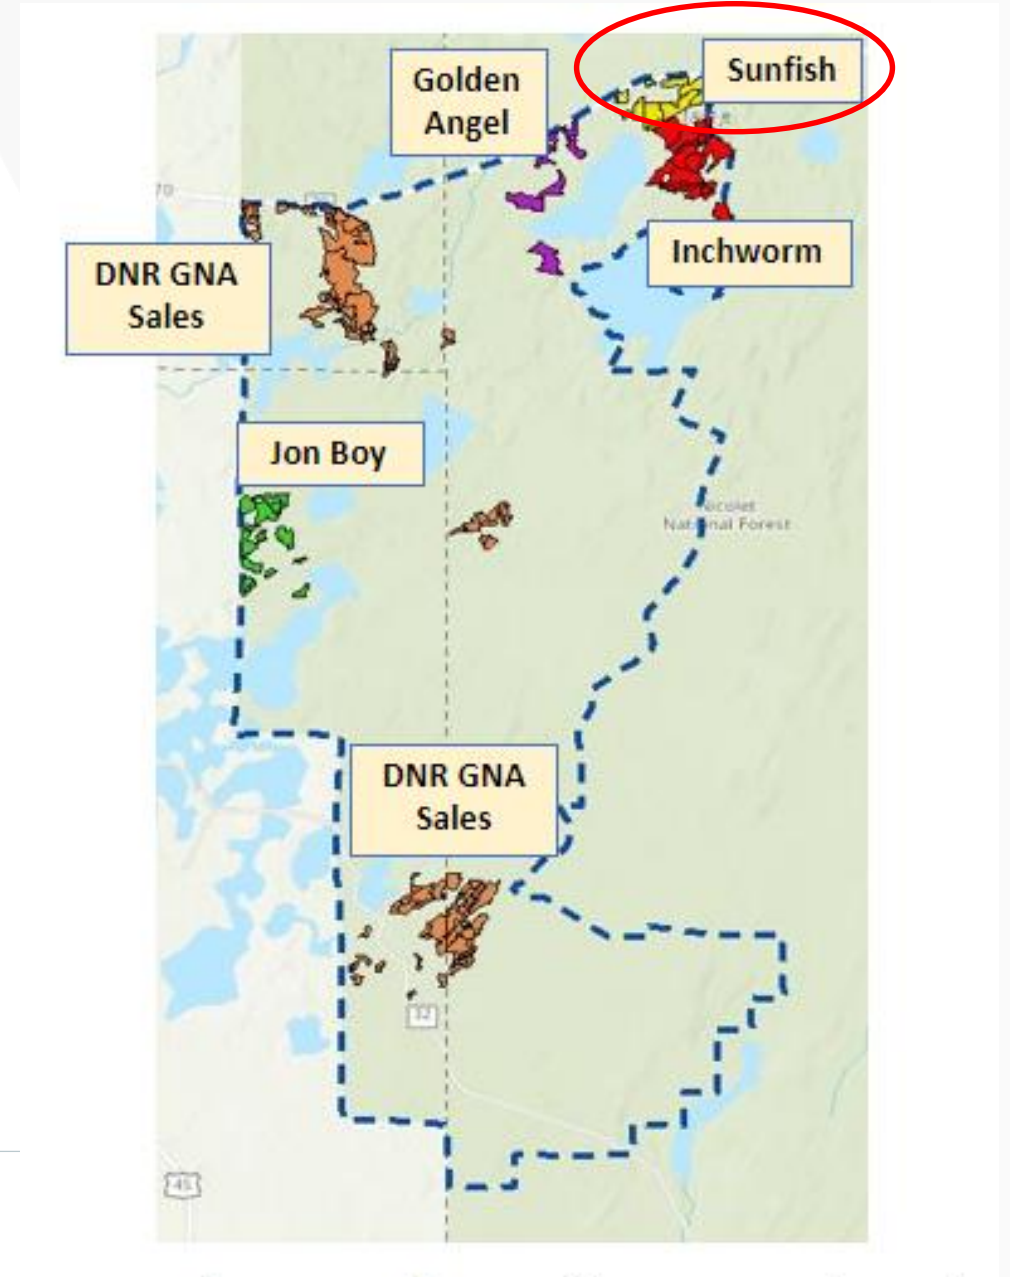 Golden
Angel
Sunfish
70
DNR GNA
Sales
Inchworm
Jon Boy
Nicolet
National Forest
DNR GNA
Sales
32
45